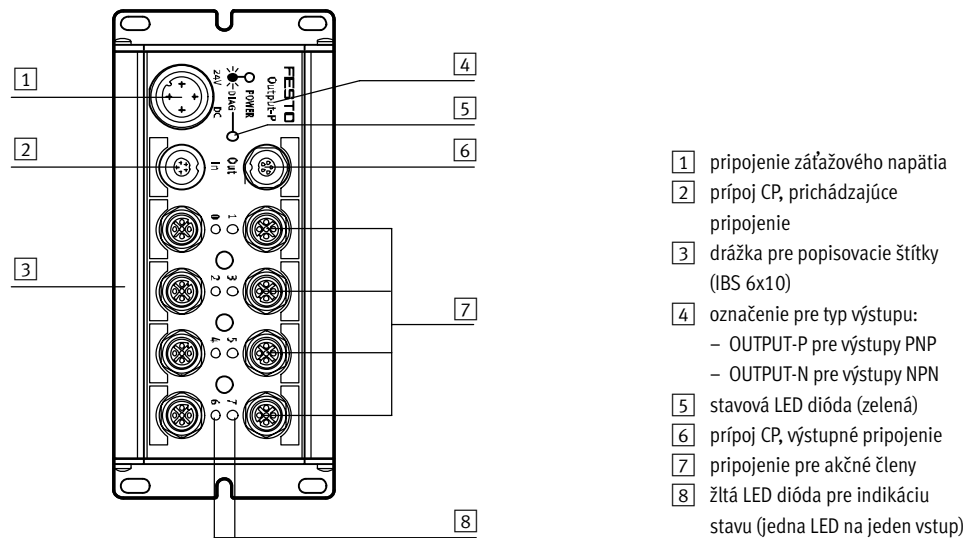 1
2
3
4
5
6
7
8
FESTO
Output-P
POWER
DIAG
24V
DC
In
Out
0
1
2
3
4
5
6
7
1 pripojenie záťažového napätia
2 prípoj CP, prichádzajúce
pripojenie
3 drážka pre popisovacie štítky
(IBS 6x10)
4 označenie pre typ výstupu:
– OUTPUT-P pre výstupy PNP
– OUTPUT-N pre výstupy NPN
5 stavová LED dióda (zelená)
6 prípoj CP, výstupné pripojenie
7 pripojenie pre akčné členy
8 žltá LED dióda pre indikáciu
stavu (jedna LED na jeden vstup)